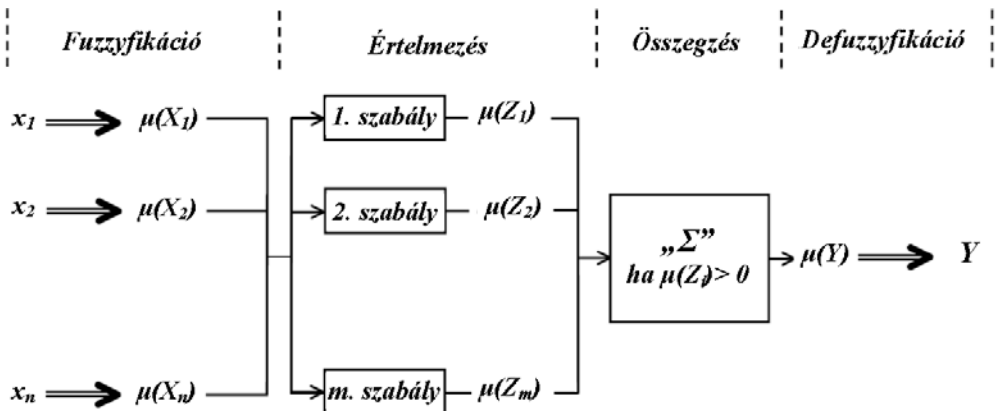 Fuzzyfikáció Értelmezés Összegzés Defuzzyfikáció
x1 μ(X1) 1. szabály μ(Z1)
x2 μ(X2) 2. szabály μ(Z2)
„Σ”
ha μ(Zi)> 0 μ(Y) Y
xn μ(Xn) m. szabály μ(Zm)